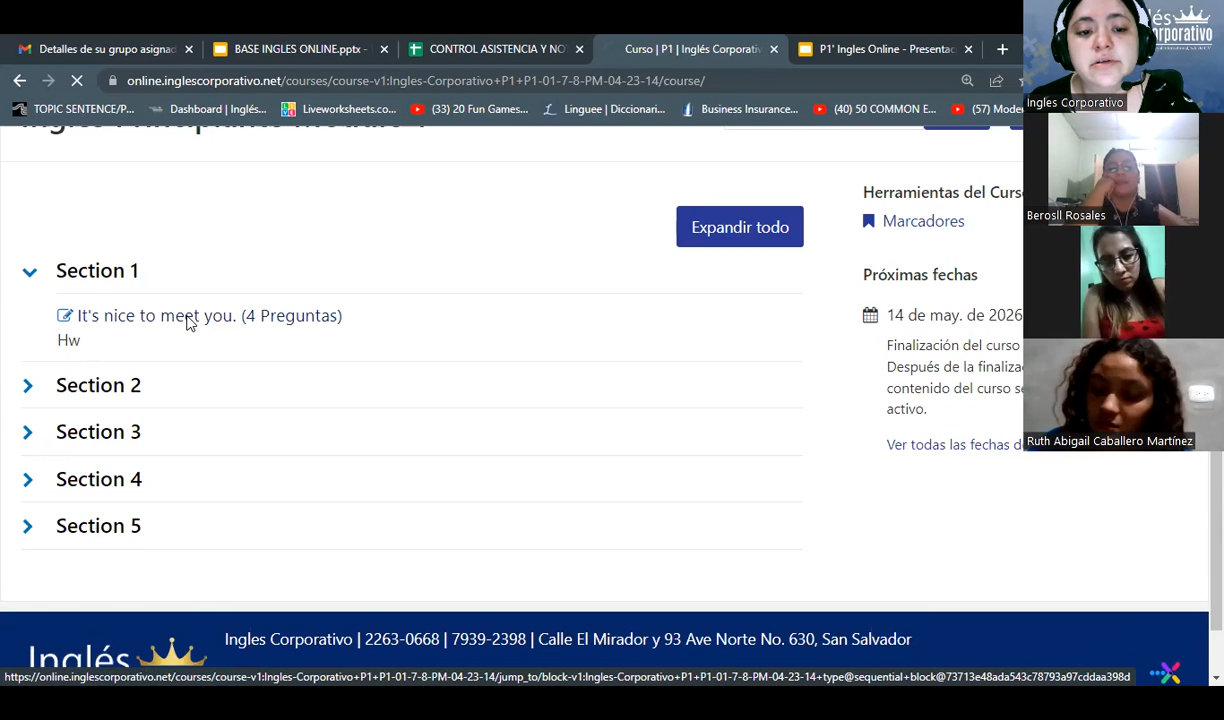 Detalles de su grupo asignad
BASE INGLES ONLINE.pptx -
CONTROL ASISTENCIA Y NO
Curso | P1 | Inglés Corporati
P1' Ingles Online - Presentac
online.inglescorporativo.net/courses/course-v1:Ingles-Corporativo+P1+P1-01-7-8-PM-04-23-14/course/
TOPIC SENTENCE/P...
Dashboard | Inglés...
Liveworksheets.co...
(33) 20 Fun Games...
Linguee | Diccionari...
Business Insurance...
(40) 50 COMMON E...
(57) Mode
Expandir todo
Section 1
It's nice to meet you. (4 Preguntas)
Hw
Section 2
Section 3
Section 4
Section 5
Herramientas del Curs
Marcadores
Próximas fechas
14 de may. de 2026
Finalización del curso
Después de la finaliza
contenido del curso se
activo.
Ver todas las fechas d
Ingles Corporativo
Berosll Rosales
Ruth Abigail Caballero Martínez
Ingles Corporativo | 2263-0668 | 7939-2398 | Calle El Mirador y 93 Ave Norte No. 630, San Salvador
Inglés
https://online.inglescorporativo.net/courses/course-v1:Ingles-Corporativo+P1+P1-01-7-8-PM-04-23-14/jump_to/block-v1:Ingles-Corporativo+P1+P1-01-7-8-PM-04-23-14+type@sequential+block@73713e48ada543c78793a97cddaa398d